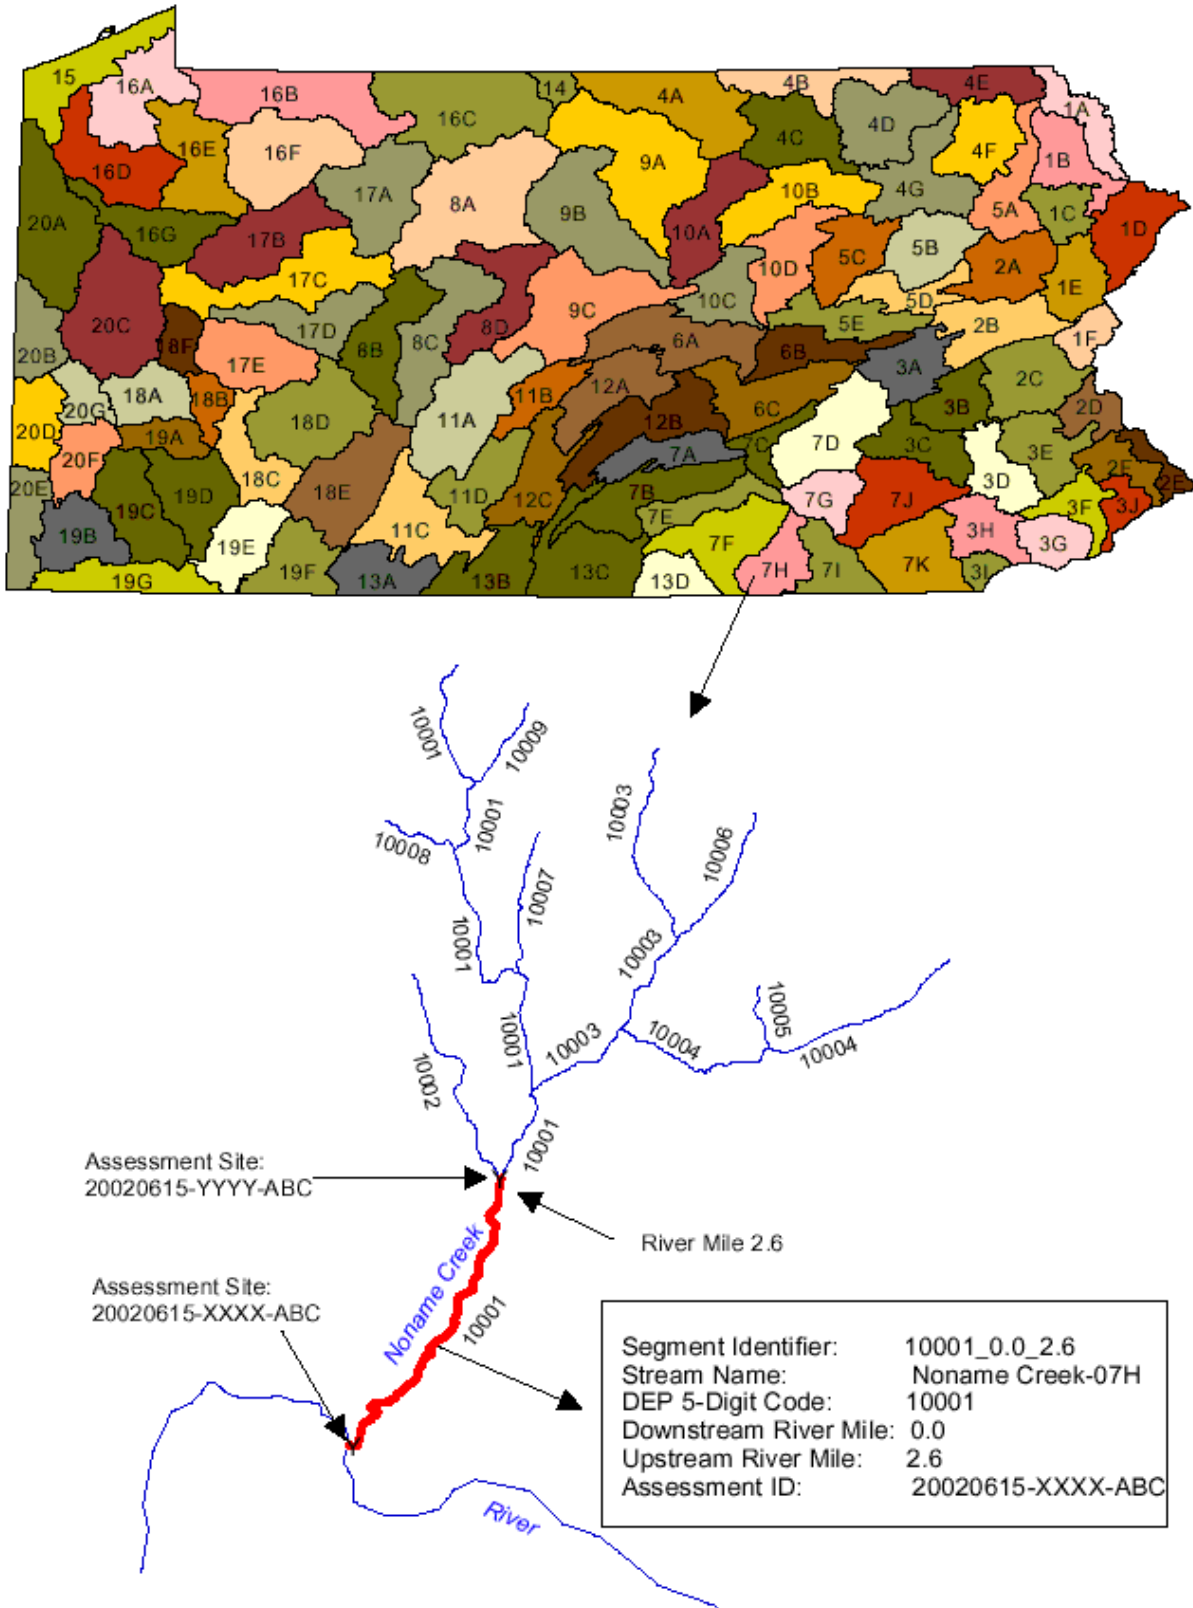 15
16A
16B
16C
14
4A
4B
4E
1A
16D
16E
16F
17A
8A
9A
4C
4D
4F
1B
20A
16G
17B
9B
10A
10B
4G
5A
1C
1D
17C
10D
5C
5B
2A
1E
20C
18F
17D
8B
8C
8D
9C
10C
5D
5E
2B
1F
20B
17E
6A
6B
3A
2C
20G
18A
18B
18D
11A
11B
12A
12B
6C
3B
2D
20D
19A
20F
18C
7A
7C
7D
3C
3E
2F
2E
20E
19C
19D
18E
11D
12C
7B
7G
7J
3D
3F
3J
19B
19E
11C
7E
7F
3H
3G
19G
19F
13A
13B
13C
13D
7H
7I
7K
3I
10001
10009
10003
10006
10008
10001
10007
10001
10003
10005
10001
10003
10004
10004
10002
10001
Assessment Site:
20020615-YYYY-ABC
River Mile 2.6
Noname Creek
10001
Assessment Site:
20020615-XXXX-ABC
Segment Identifier: 10001_0.0_2.6
Stream Name: Noname Creek-07H
DEP 5-Digit Code: 10001
Downstream River Mile: 0.0
Upstream River Mile: 2.6
Assessment ID: 20020615-XXXX-ABC
River